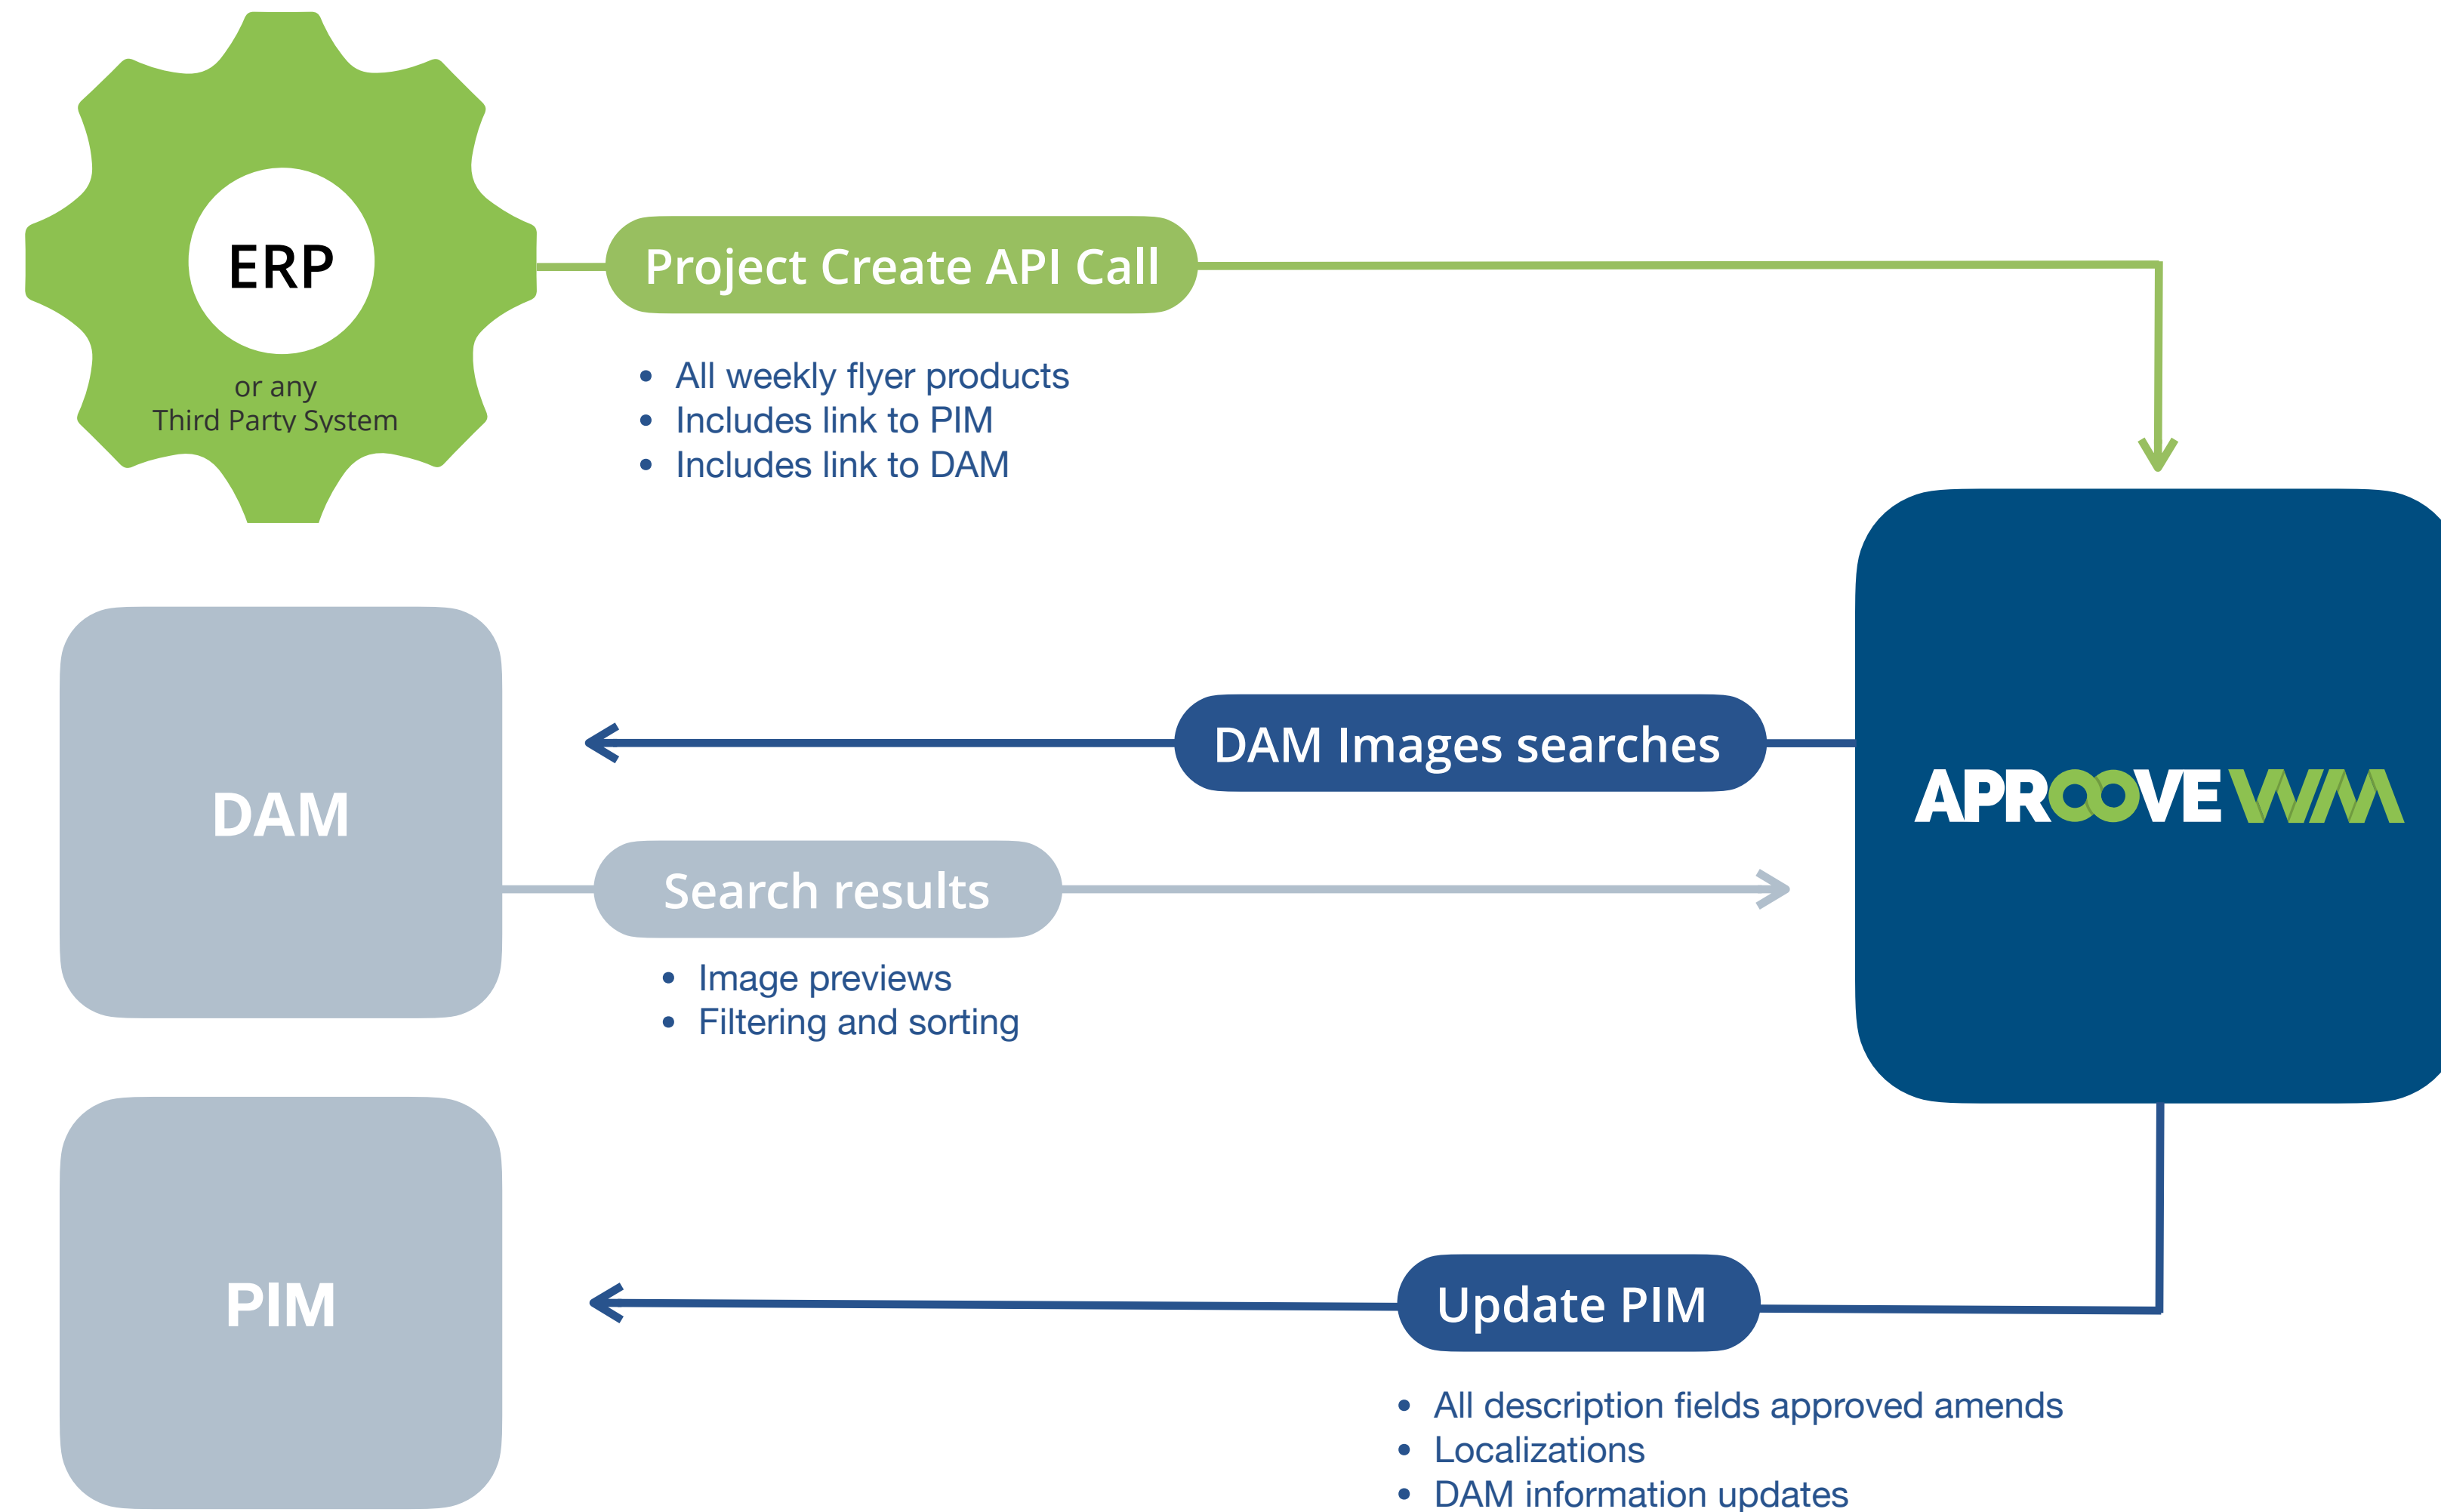 ERP
or any
Third Party System
Project Create API Call
• All weekly flyer products
• Includes link to PIM
• Includes link to DAM
DAM
DAM Images searches
APROOVE WM
Search results
• Image previews
• Filtering and sorting
PIM
Update PIM
• All description fields approved amends
• Localizations
• DAM information updates